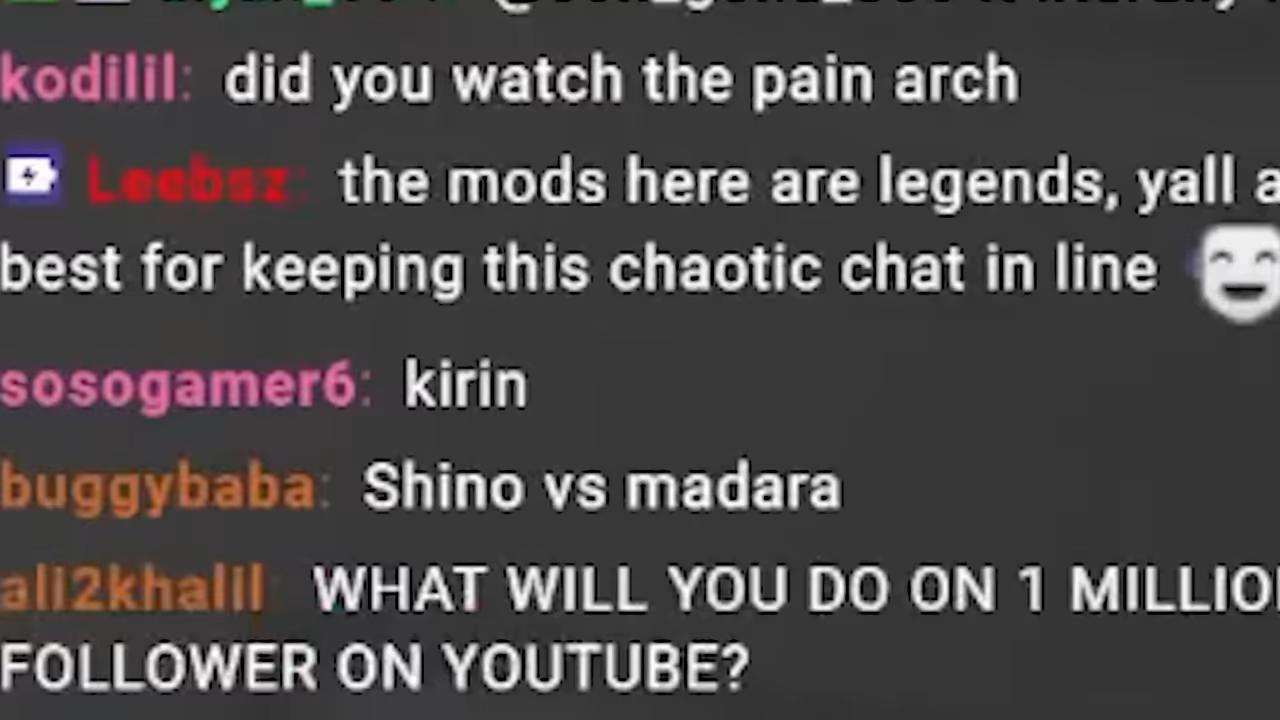 kodilil: did you watch the pain arch
Leebsz: the mods here are legends, yall
best for keeping this chaotic chat in line
sosogamer6: kirin
buggybaba: Shino vs madara
ali2khalil WHAT WILL YOU DO ON 1
FOLLOWER ON YOUTUBE?